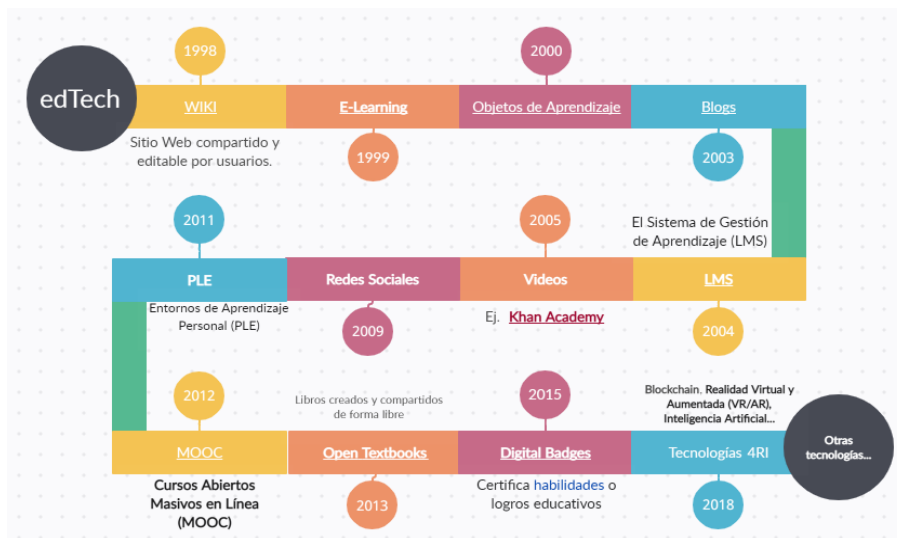 edTech
1998
WIKI
Sitio Web compartido y
editable por usuarios.
E-Learning
1999
2000
Objetos de Aprendizaje
Blogs
2003
El Sistema de Gestión
de Aprendizaje (LMS)
LMS
2004
2005
Videos
Ej. Khan Academy
Redes Sociales
2009
2011
PLE
Entornos de Aprendizaje
Personal (PLE)
2012
MOOC
Cursos Abiertos
Masivos en Línea
(MOOC)
Libros creados y compartidos
de forma libre
Open Textbooks
2013
2015
Digital Badges
Certifica habilidades o
logros educativos
Blockchain, Realidad Virtual y
Aumentada (VR/AR),
Inteligencia Artificial...
Tecnologías 4RI
2018
Otras
tecnologías...